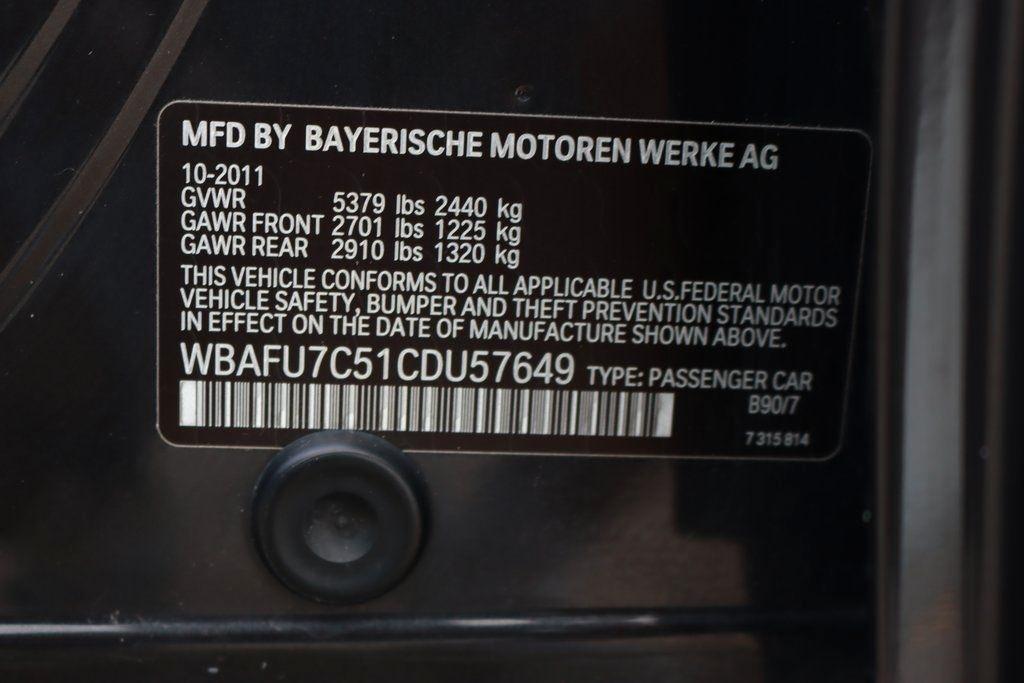 MFD BY BAYERISCHE MOTOREN WERKE AG
10-2011
GVWR 5379 lbs 2440 kg
GAWR FRONT 2701 lbs 1225 kg
GAWR REAR 2910 lbs 1320 kg
THIS VEHICLE CONFORMS TO ALL APPLICABLE U.S.FEDERAL MOTOR
VEHICLE SAFETY, BUMPER AND THEFT PREVENTION STANDARDS
IN EFFECT ON THE DATE OF MANUFACTURE SHOWN ABOVE.
WBAFU7C51CDU57649 TYPE: PASSENGER CAR
B90/7
7 315 814